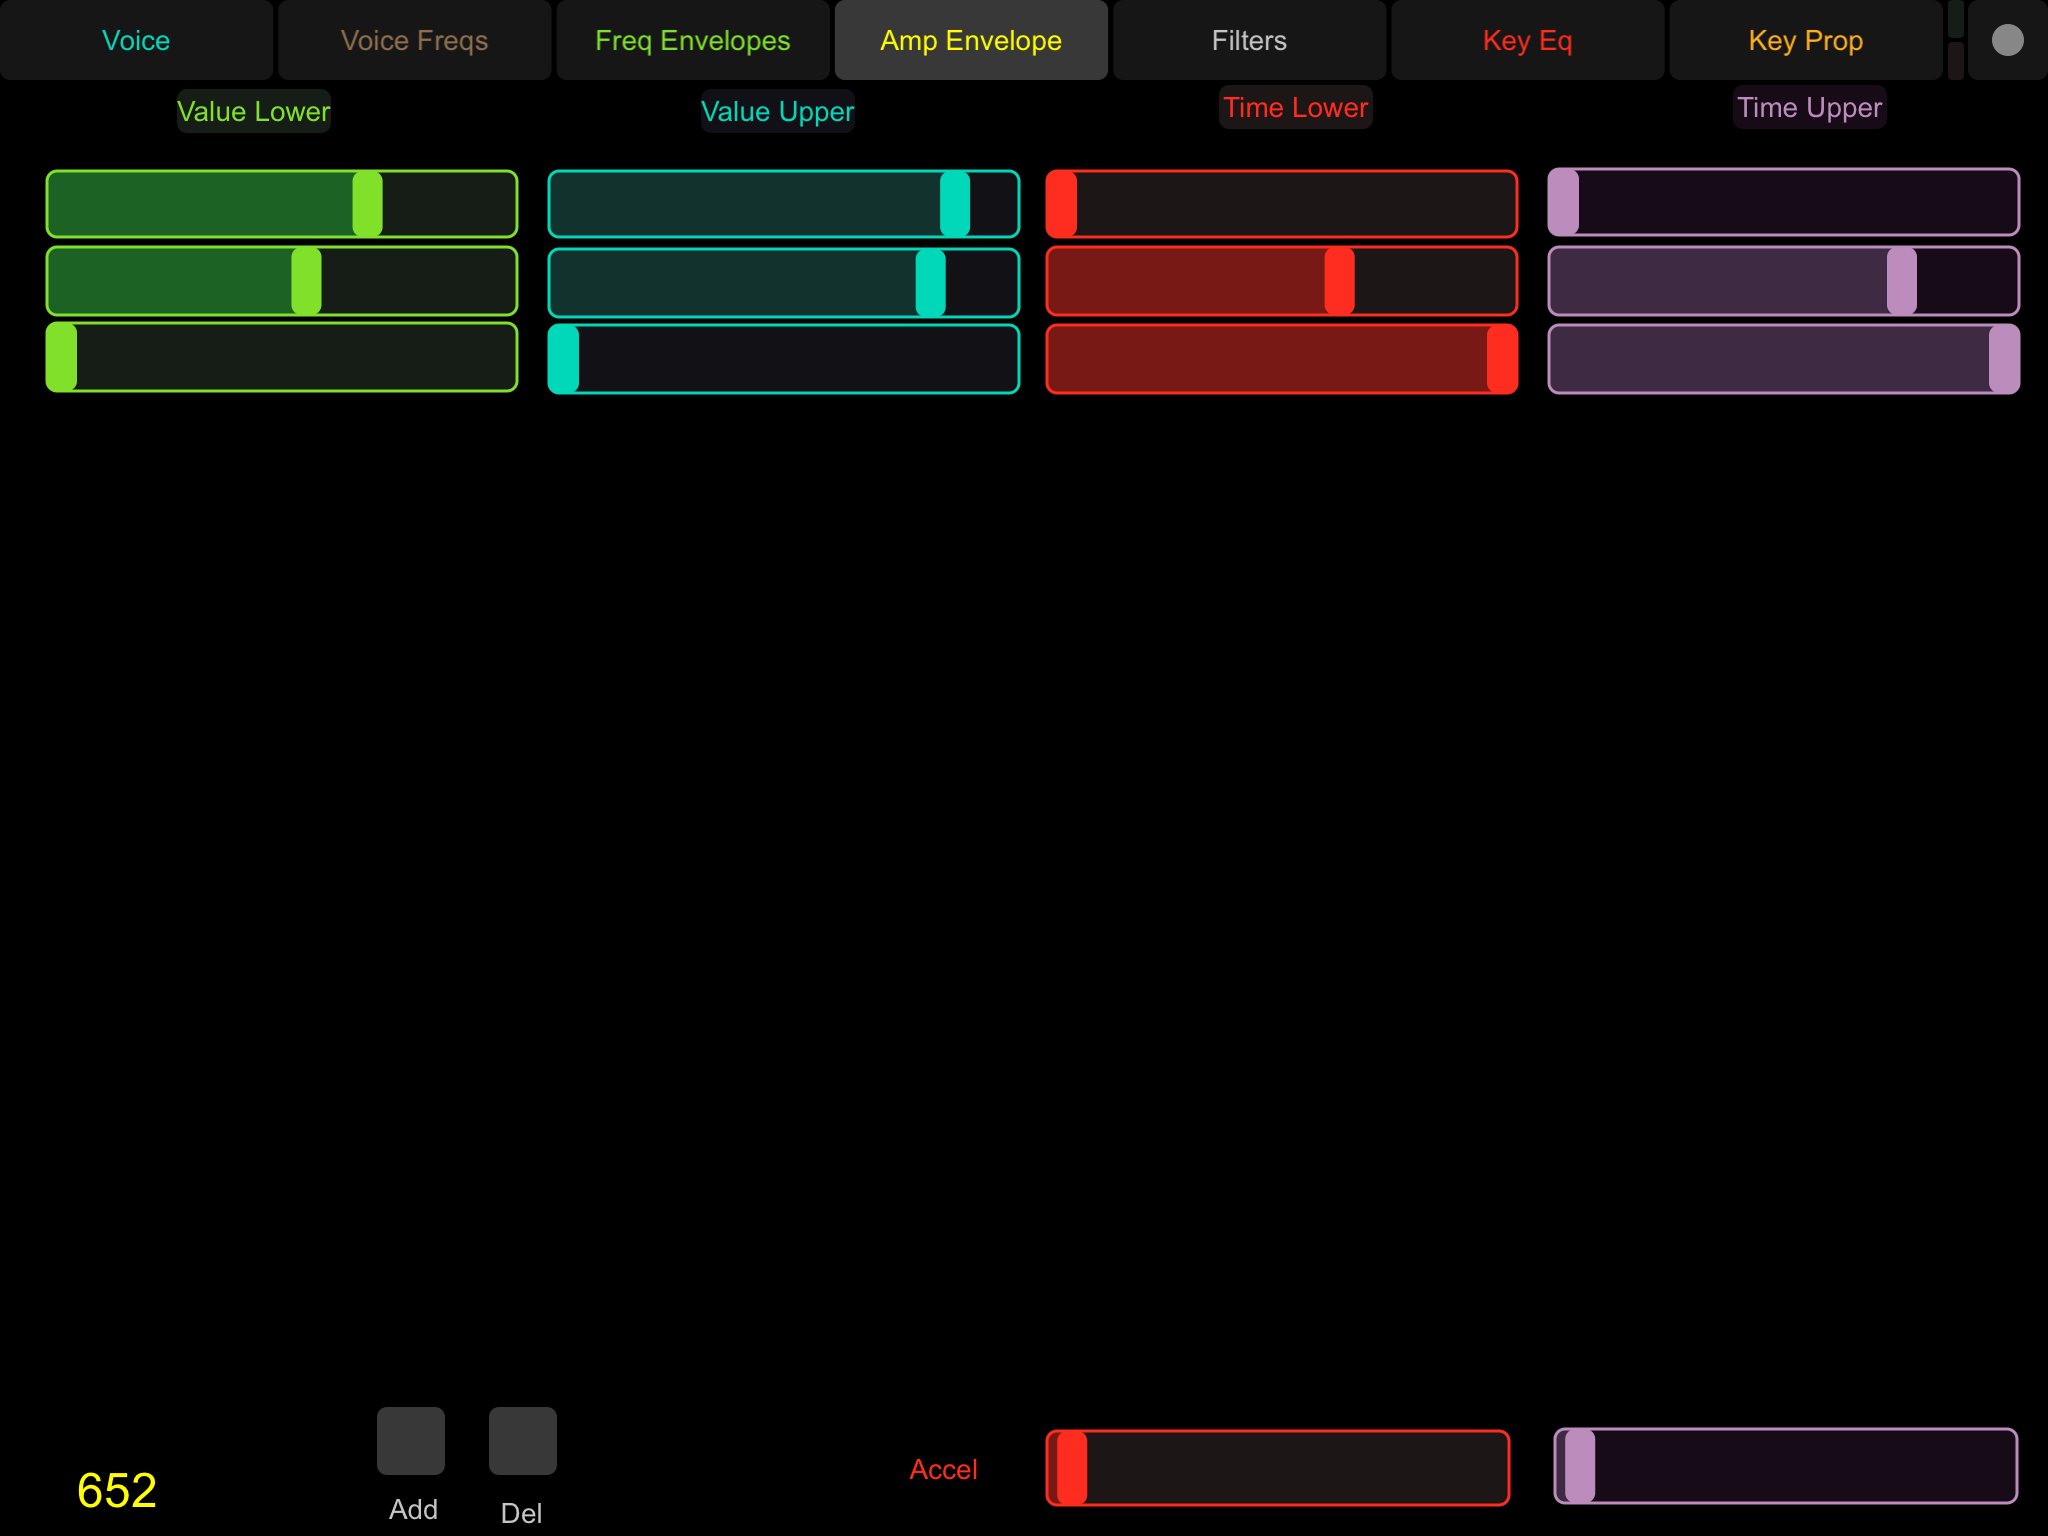 Voice
Voice Freqs
Freq Envelopes
Amp Envelope
Filters
Key Eq
Key Prop
Value Lower
Value Upper
Time Lower
Time Upper
652
Add
Del
Accel